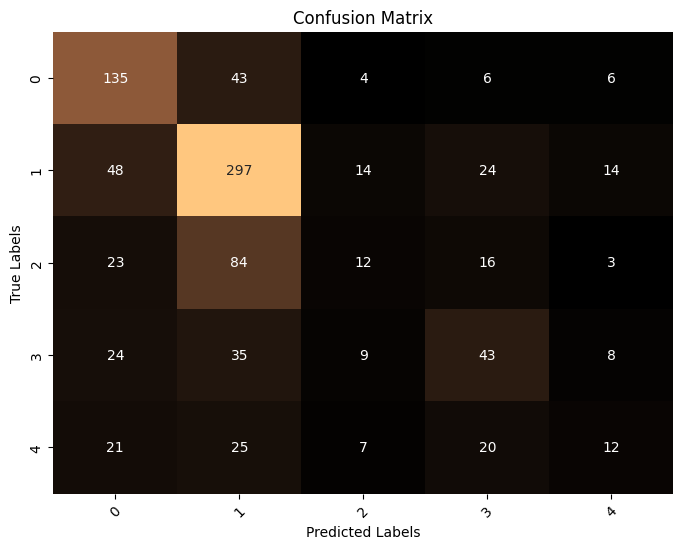 Confusion Matrix
True Labels
0 135 43 4 6 6
1 48 297 14 24 14
2 23 84 12 16 3
3 24 35 9 43 8
4 21 25 7 20 12
0 1 2 3 4
Predicted Labels